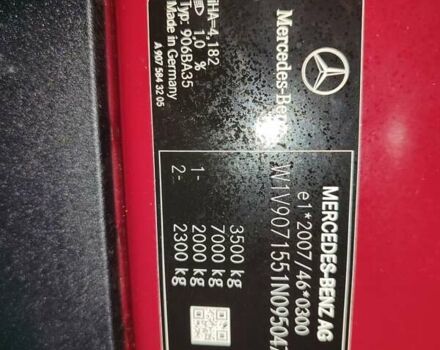 MERCEDES-BENZ AG
e1*2007/46*0300
W1V9071551N09504
3500 kg
7000 kg
1- 2000 kg
2- 2300 kg
Mercedes-Benz
iHA=4,182
1,0 %
Typ: 906BA35
Made in Germany
A 907 584 32 05